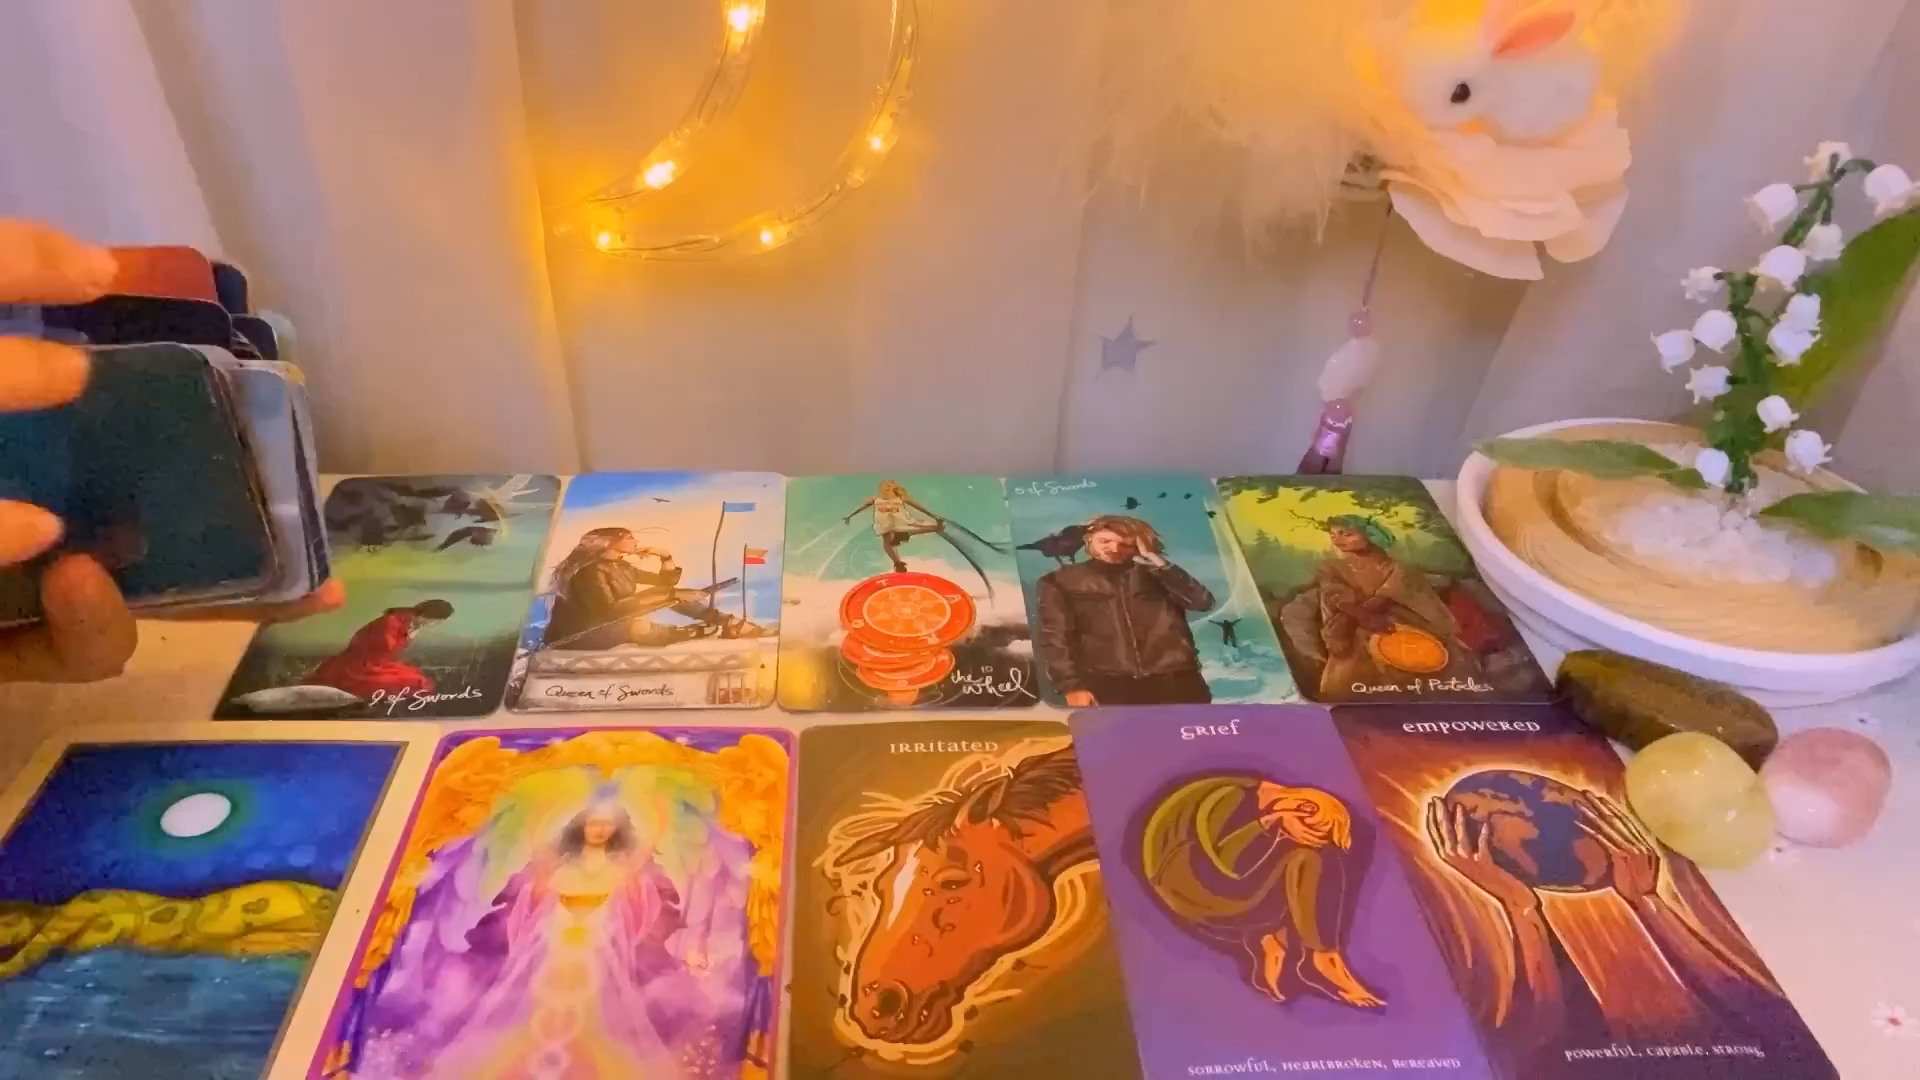 9 of Swords
Queen of Swords
10
the Wheel
5 of Swords
Queen of Pentacles
IRRITATED
GRIEF
SORROWFUL, HEARTBROKEN, BEREAVED
EMPOWERED
POWERFUL, CAPABLE, STRONG